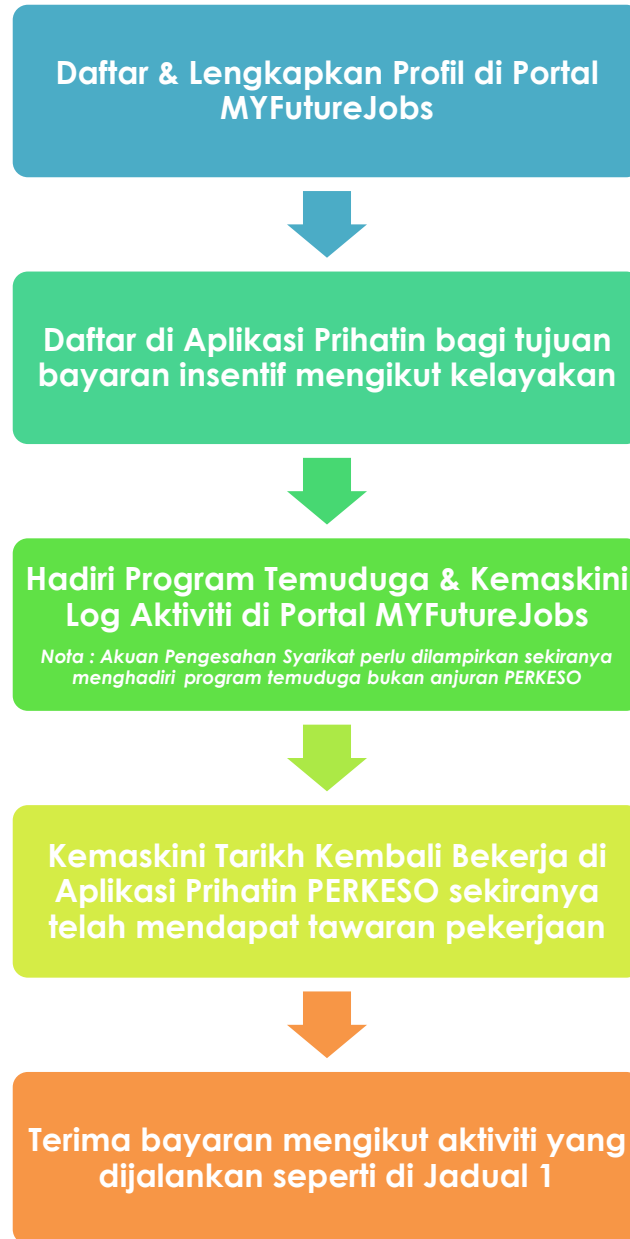 Daftar & Lengkapkan Profil di Portal
MYFutureJobs
Daftar di Aplikasi Prihatin bagi tujuan
bayaran insentif mengikut kelayakan
Hadiri Program Temuduga & Kemaskini
Log Aktiviti di Portal MYFutureJobs
Nota : Akuan Pengesahan Syarikat perlu dilampirkan sekiranya
menghadiri program temuduga bukan anjuran PERKESO
Kemaskini Tarikh Kembali Bekerja di
Aplikasi Prihatin PERKESO sekiranya
telah mendapat tawaran pekerjaan
Terima bayaran mengikut aktiviti yang
dijalankan seperti di Jadual 1